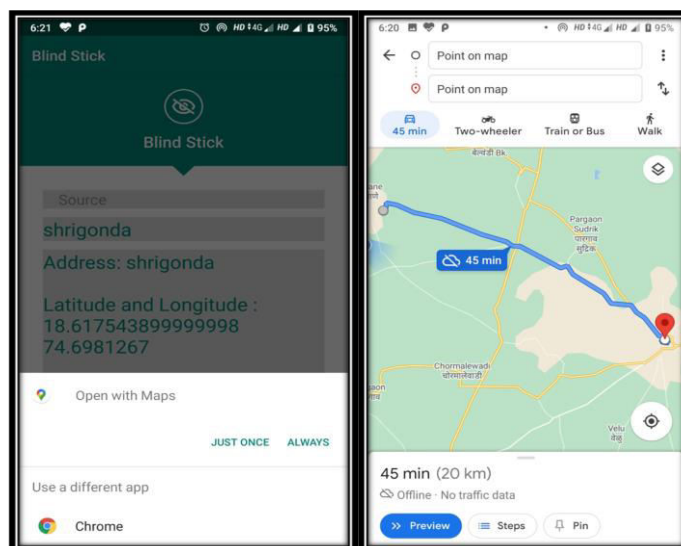 6:21 P HD 4G HD 95%
Blind Stick
Blind Stick
Source
shrigonda
Address: shrigonda
Latitude and Longitude :
18.617543899999998
74.6981267
Open with Maps
JUST ONCE ALWAYS
Use a different app
Chrome
6:20 P HD 4G HD 95%
Point on map
Point on map
45 min Two-wheeler Train or Bus Walk
Pargaon
Sudrik
पारगाव
सुद्रिक
45 min
Chormalewadi
चोरमलेवाडी
Velu
वेळू
45 min (20 km)
Offline · No traffic data
Preview Steps Pin